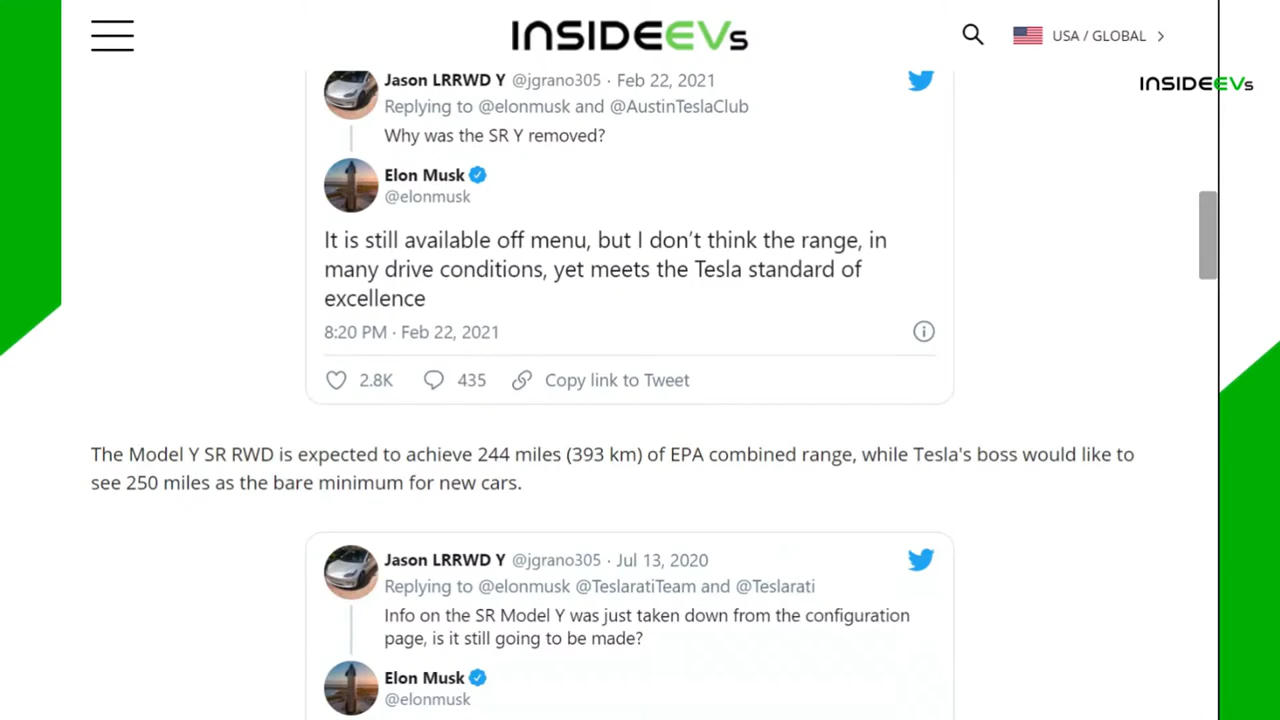 INSIDEEVs
USA / GLOBAL
INSIDEEVs
Jason LRRWD Y @jgrano305 · Feb 22, 2021
Replying to @elonmusk and @AustinTeslaClub
Why was the SR Y removed?
Elon Musk
@elonmusk
It is still available off menu, but I don’t think the range, in
many drive conditions, yet meets the Tesla standard of
excellence
8:20 PM · Feb 22, 2021
2.8K 435 Copy link to Tweet
The Model Y SR RWD is expected to achieve 244 miles (393 km) of EPA combined range, while Tesla's boss would like to
see 250 miles as the bare minimum for new cars.
Jason LRRWD Y @jgrano305 · Jul 13, 2020
Replying to @elonmusk @TeslaratiTeam and @Teslarati
Info on the SR Model Y was just taken down from the configuration
page, is it still going to be made?
Elon Musk
@elonmusk